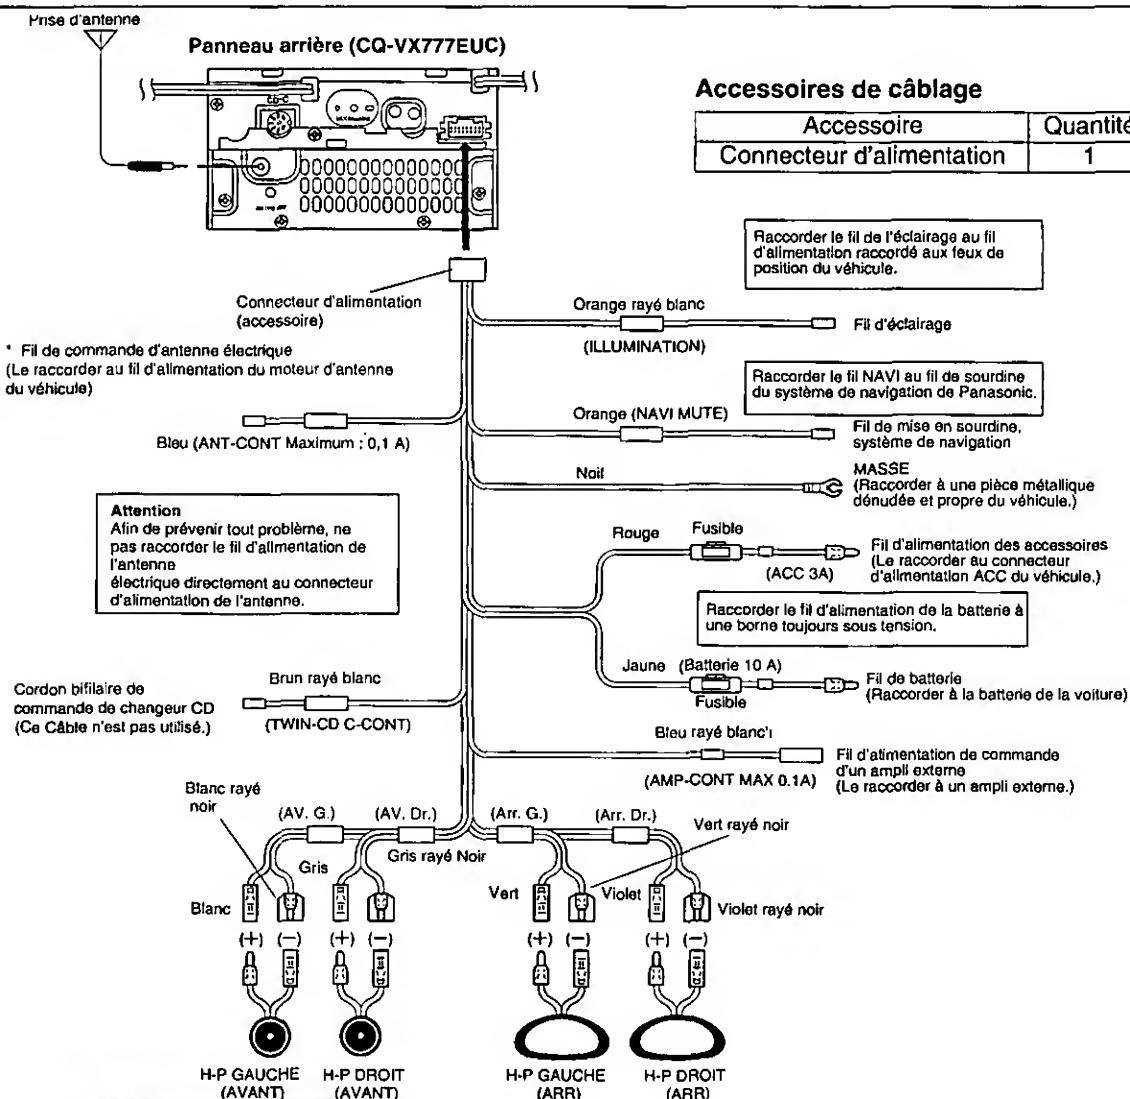 Prise d'antenne
Panneau arrière (CQ-VX777EUC)
CD-C
Accessoires de câblage
Accessoire Quantité
Connecteur d'alimentation 1
Raccorder le fil de l'éclairage au fil
d'alimentation raccordé aux feux de
position du véhicule.
Connecteur d'alimentation
(accessoire)
Orange rayé blanc
(ILLUMINATION)
Fil d'éclairage
* Fil de commande d'antenne électrique
(Le raccorder au fil d'alimentation du moteur d'antenne
du véhicule)
Bleu (ANT-CONT Maximum : 0,1 A)
Raccorder le fil NAVI au fil de sourdine
du système de navigation de Panasonic.
Orange (NAVI MUTE)
Fil de mise en sourdine,
système de navigation
Noir
MASSE
(Raccorder à une pièce métallique
dénudée et propre du véhicule.)
Attention
Afin de prévenir tout problème, ne
pas raccorder le fil d'alimentation de
l'antenne
électrique directement au connecteur
d'alimentation de l'antenne.
Rouge
Fusible
(ACC 3A)
Fil d'alimentation des accessoires
(Le raccorder au connecteur
d'alimentation ACC du véhicule.)
Raccorder le fil d'alimentation de la batterie à
une borne toujours sous tension.
Jaune (Batterie 10 A)
Fusible
Fil de batterie
(Raccorder à la batterie de la voiture)
Cordon bifilaire de
commande de changeur CD
(Ce Câble n'est pas utilisé.)
Brun rayé blanc
(TWIN-CD C-CONT)
Bleu rayé blanc
(AMP-CONT MAX 0.1A)
Fil d'atimentation de commande
d'un ampli externe
(Le raccorder à un ampli externe.)
Blanc rayé
noir
(AV. G.)
(AV. Dr.)
(Arr. G.)
(Arr. Dr.)
Vert rayé noir
Gris
Gris rayé Noir
Blanc
Vert
Violet
Violet rayé noir
(+) (−) (+) (−) (+) (−) (+) (−)
H-P GAUCHE
(AVANT)
H-P DROIT
(AVANT)
H-P GAUCHE
(ARR)
H-P DROIT
(ARR)